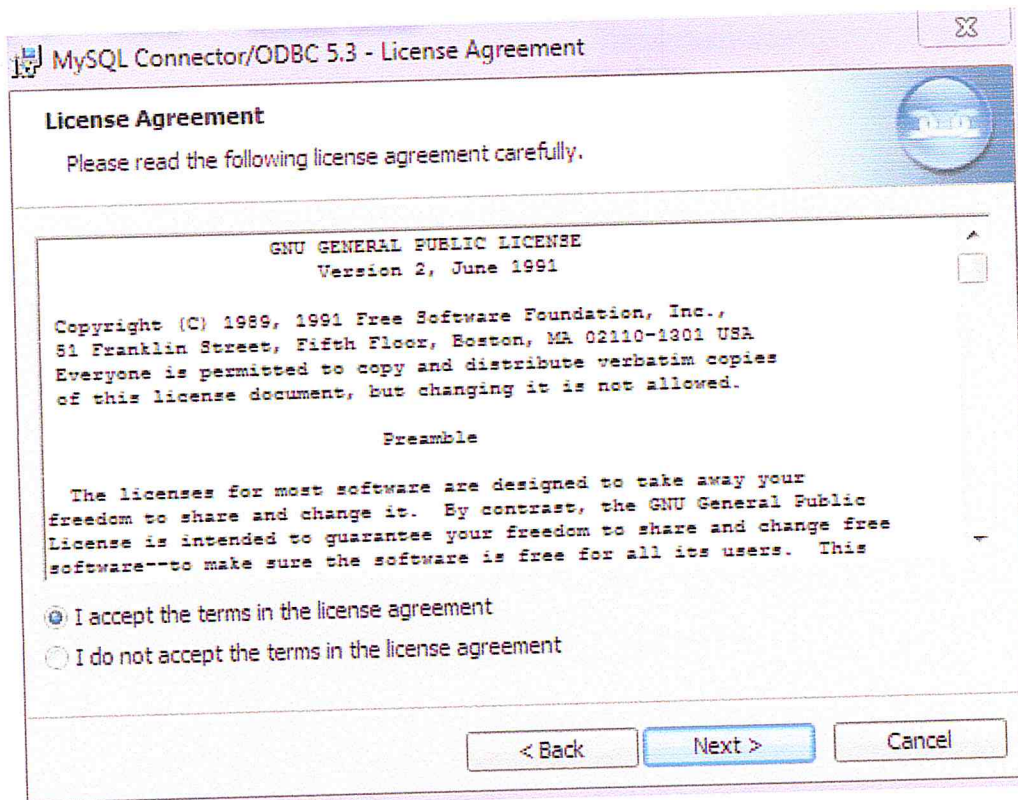 MySQL Connector/ODBC 5.3 - License Agreement
License Agreement
Please read the following license agreement carefully.
GNU GENERAL PUBLIC LICENSE
Version 2, June 1991
Copyright (C) 1989, 1991 Free Software Foundation, Inc.,
51 Franklin Street, Fifth Floor, Boston, MA 02110-1301 USA
Everyone is permitted to copy and distribute verbatim copies
of this license document, but changing it is not allowed.
Preamble
The licenses for most software are designed to take away your
freedom to share and change it. By contrast, the GNU General Public
License is intended to guarantee your freedom to share and change free
software--to make sure the software is free for all its users. This
I accept the terms in the license agreement
I do not accept the terms in the license agreement
< Back
Next >
Cancel